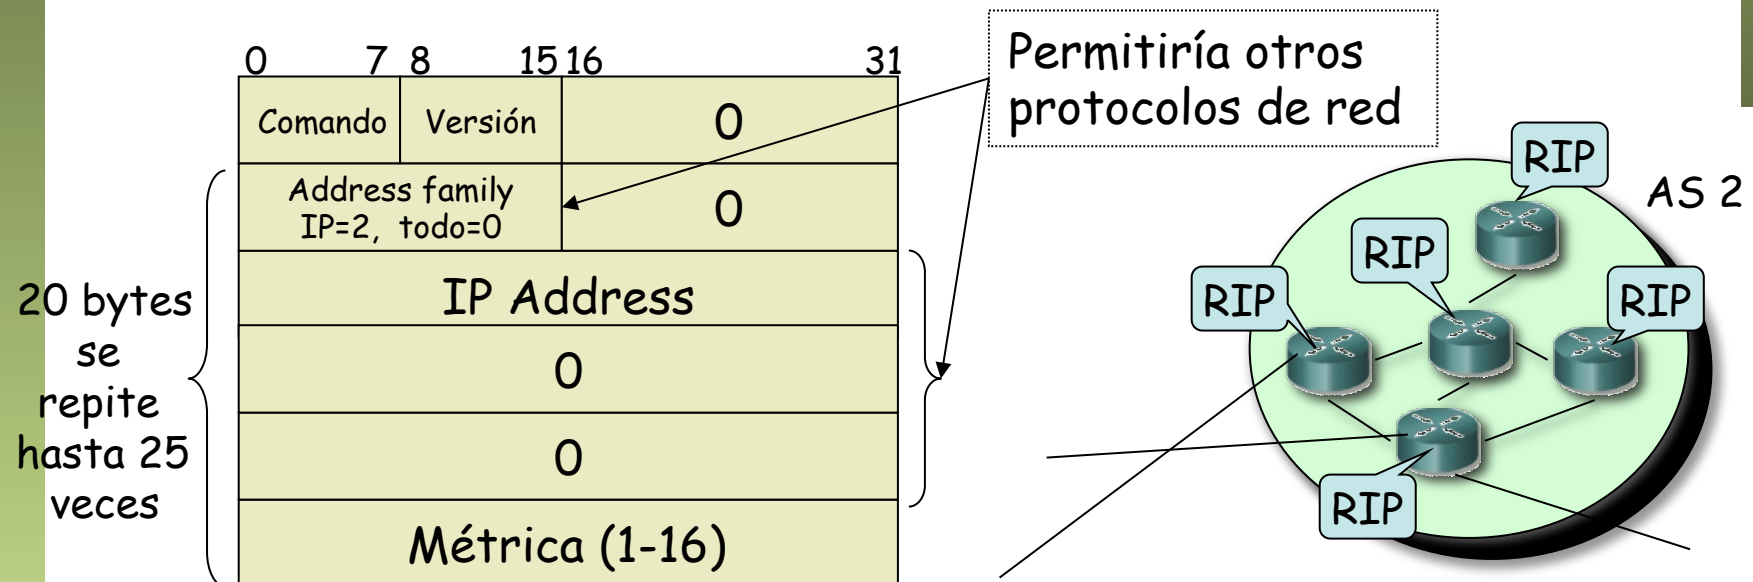 0 7 8 15 16 31
Comando Versión 0
Address family
IP=2, todo=0
0
IP Address
0
0
Métrica (1-16)
20 bytes
se
repite
hasta 25
veces
Permitiría otros
protocolos de red
RIP
AS 2
RIP
RIP
RIP
RIP